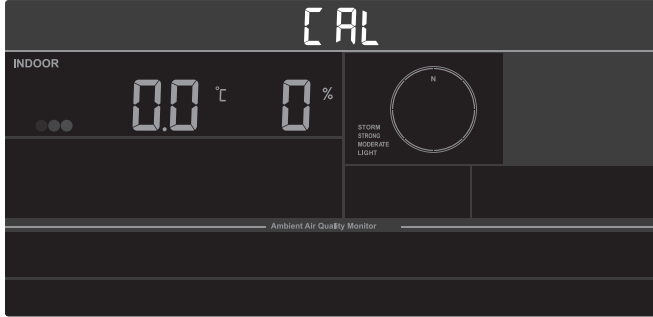 CAL
INDOOR
0.0 °C 0 %
N
STORM
STRONG
MODERATE
LIGHT
Ambient Air Quality Monitor